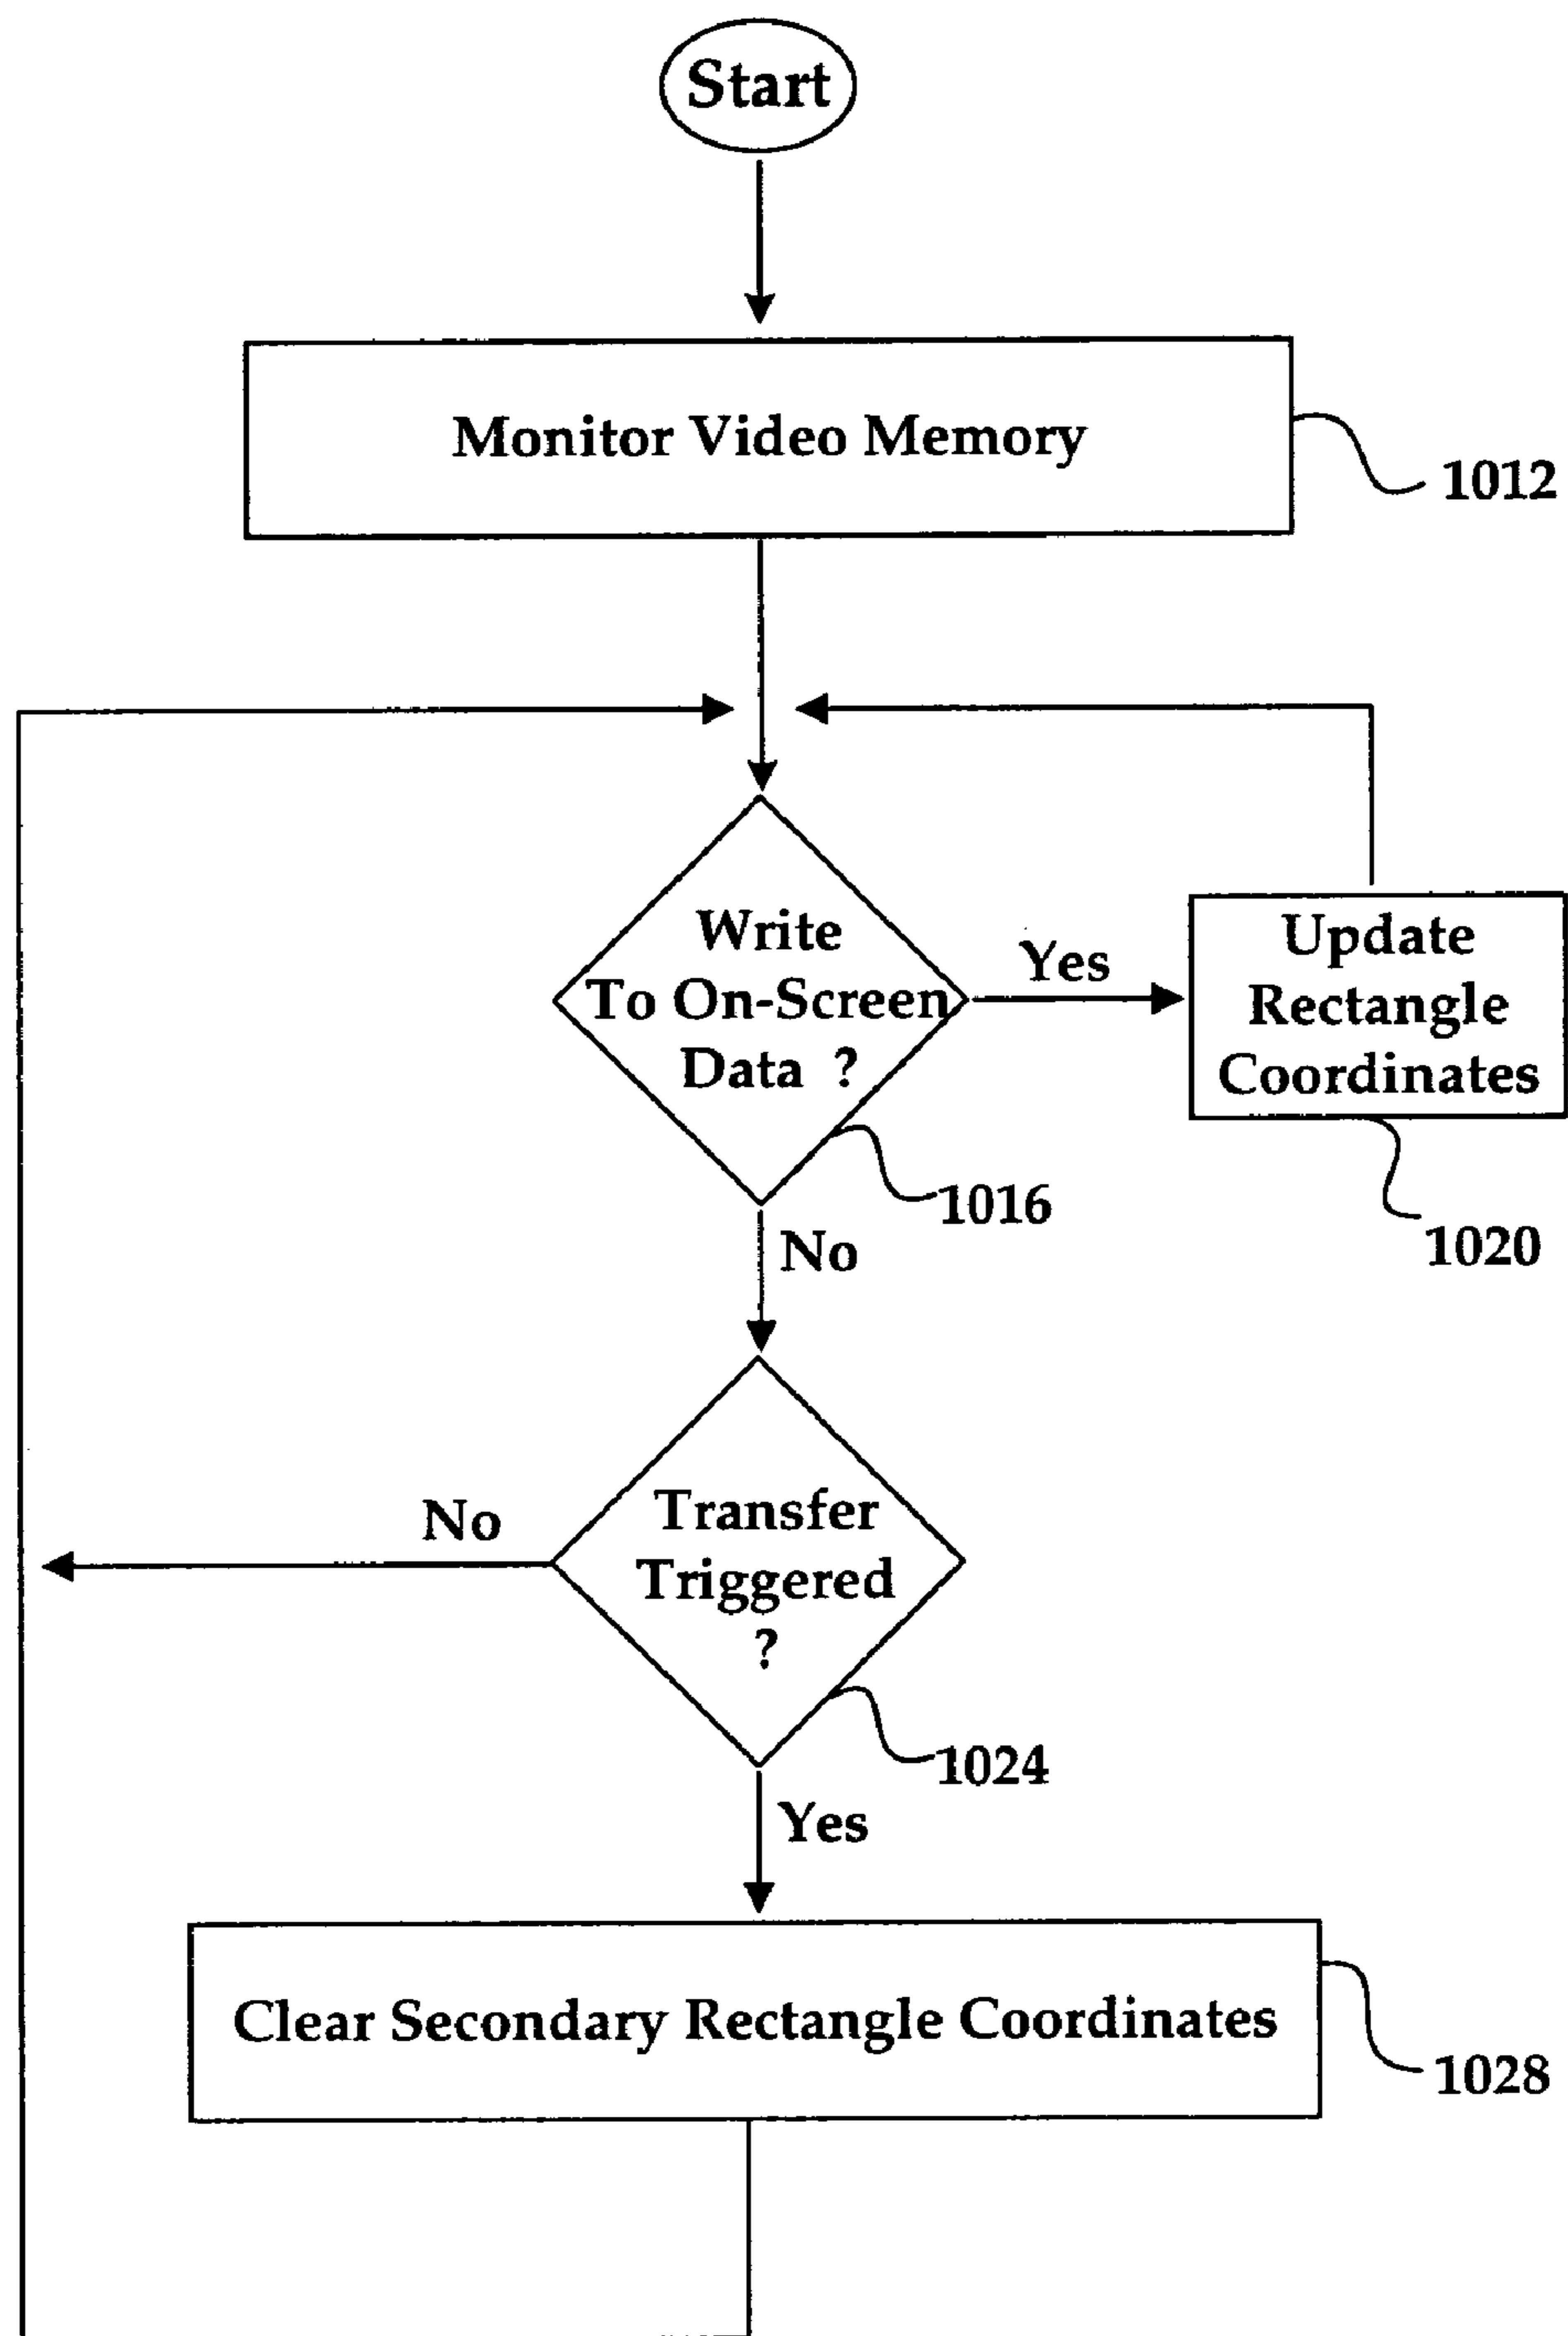 Start
Monitor Video Memory
1012
Write
To On-Screen
Data ?
Yes
Update
Rectangle
Coordinates
1016
1020
No
Transfer
Triggered
?
No
1024
Yes
Clear Secondary Rectangle Coordinates
1028